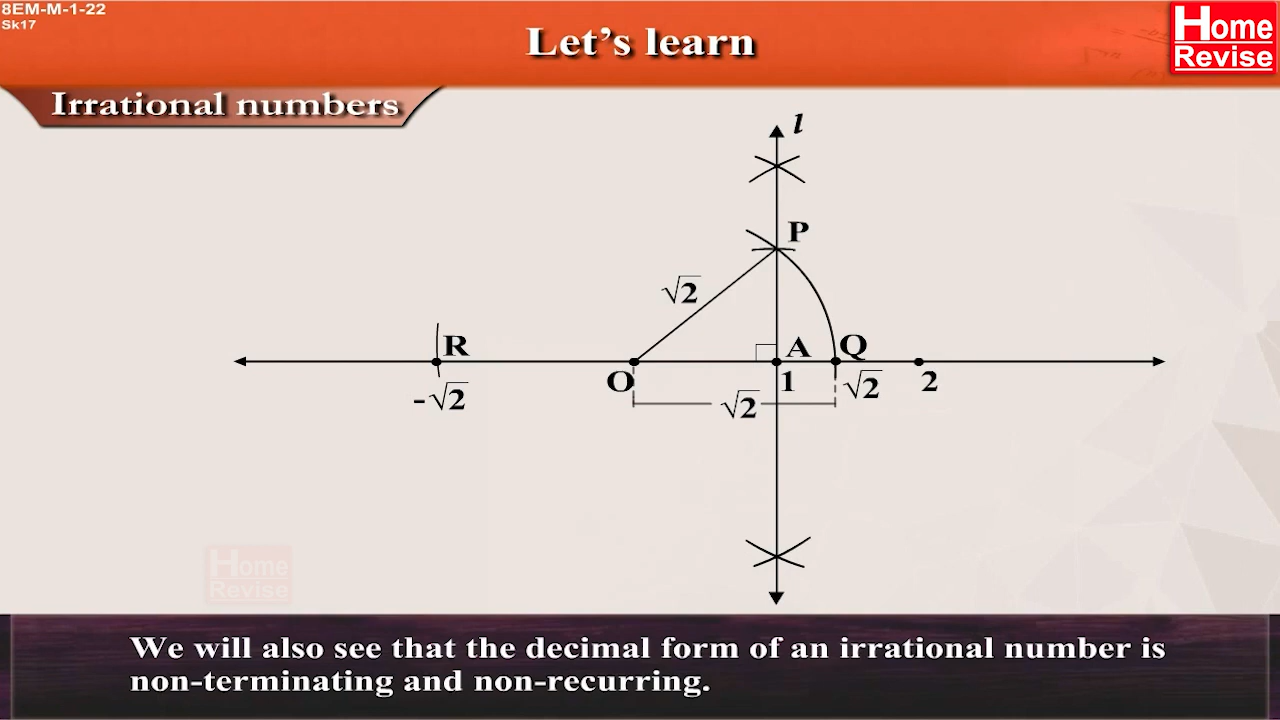 8EM-M-1-22
Sk17
Let's learn
Home
Revise
Irrational numbers
l
P
√2
R
A
Q
O
1
√2
2
-√2
√2
Home
Revise
We will also see that the decimal form of an irrational number is
non-terminating and non-recurring.